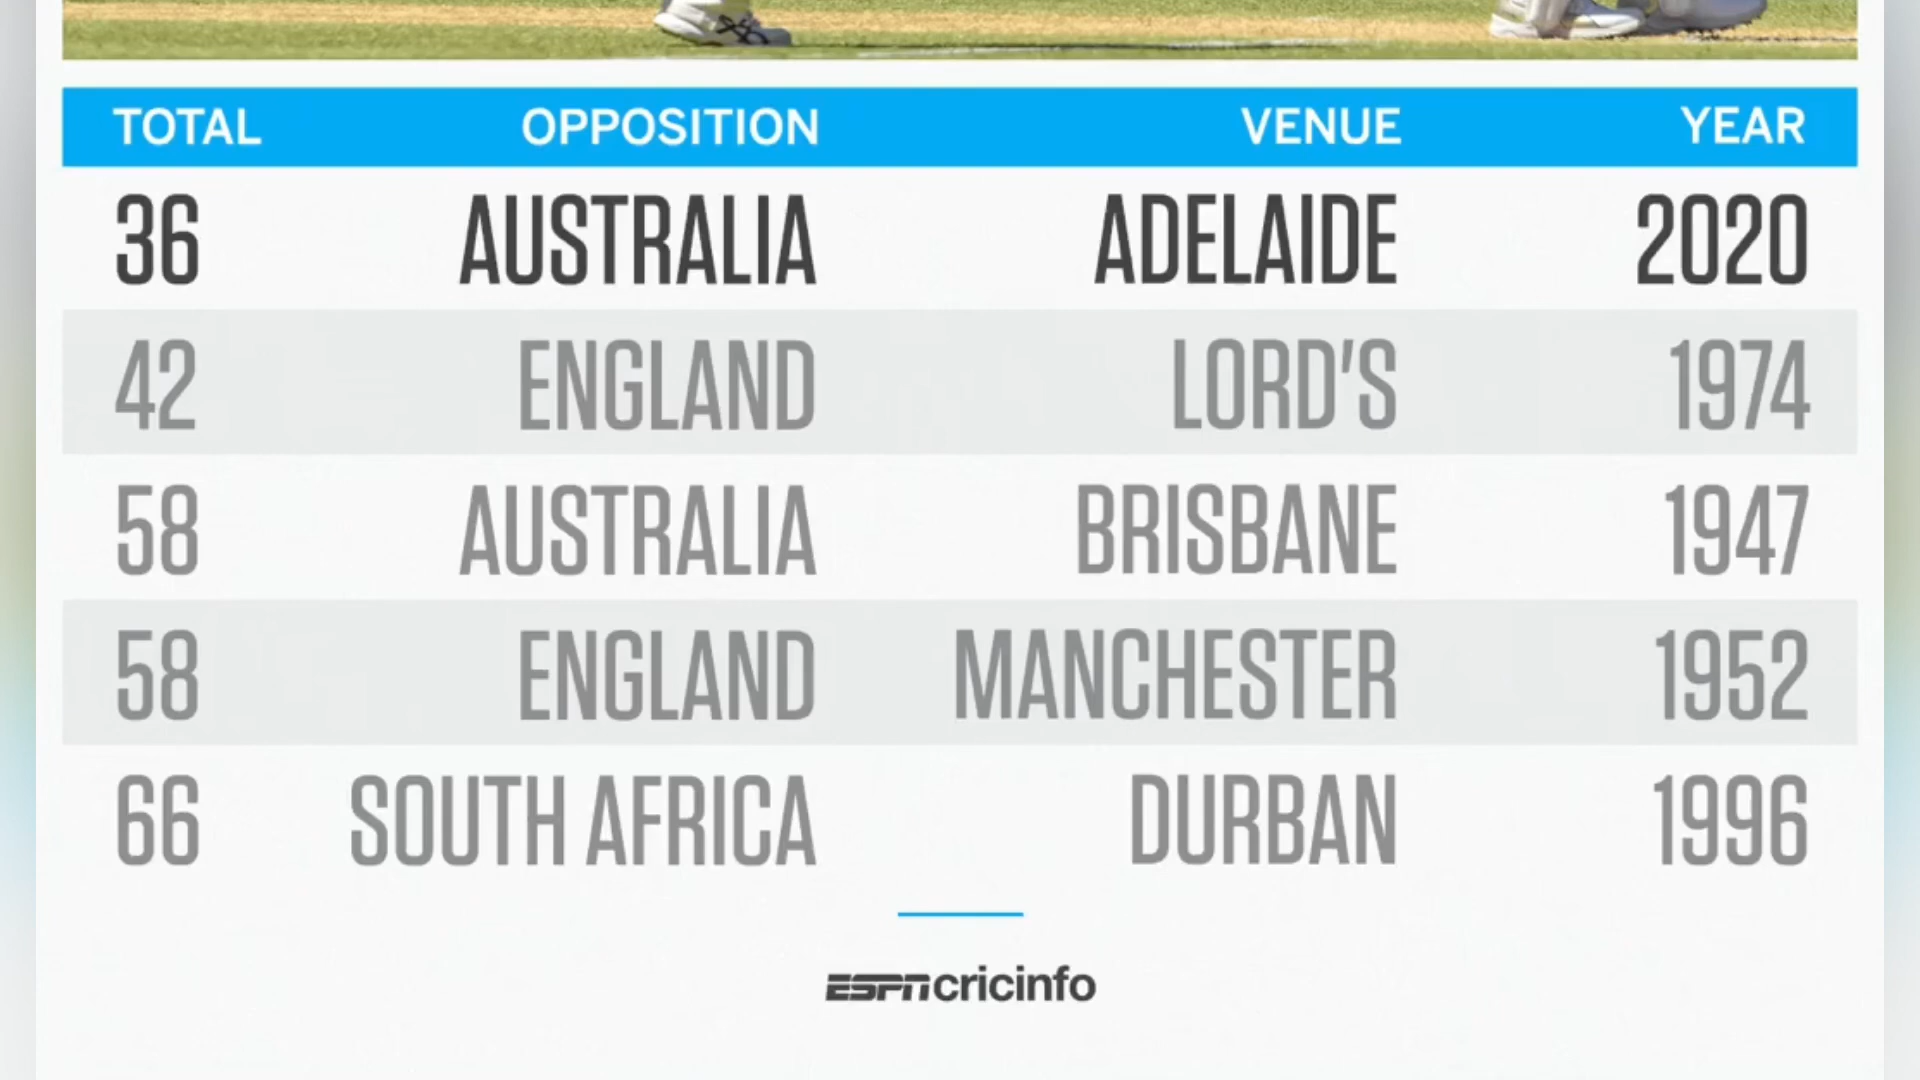 TOTAL OPPOSITION VENUE YEAR
36 AUSTRALIA ADELAIDE 2020
42 ENGLAND LORD'S 1974
58 AUSTRALIA BRISBANE 1947
58 ENGLAND MANCHESTER 1952
66 SOUTH AFRICA DURBAN 1996
ESPNcricinfo